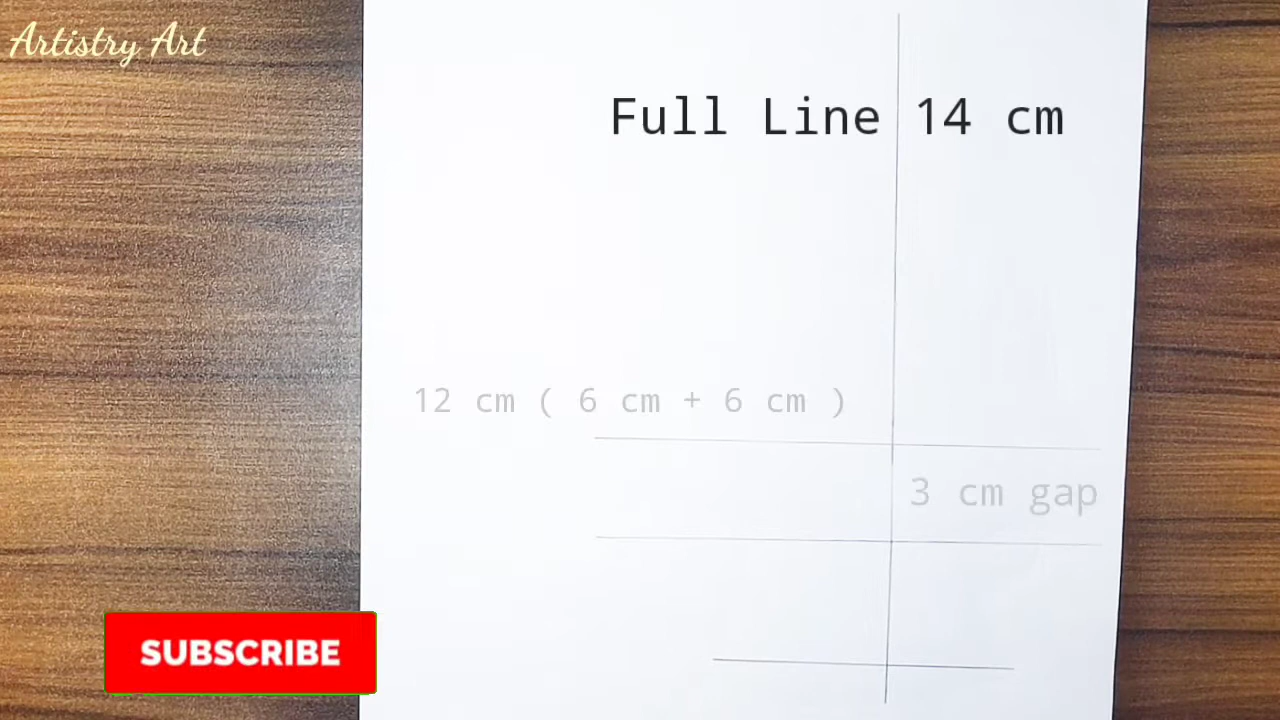 Artistry Art
Full Line 14 cm
12 cm ( 6 cm + 6 cm )
3 cm gap
SUBSCRIBE